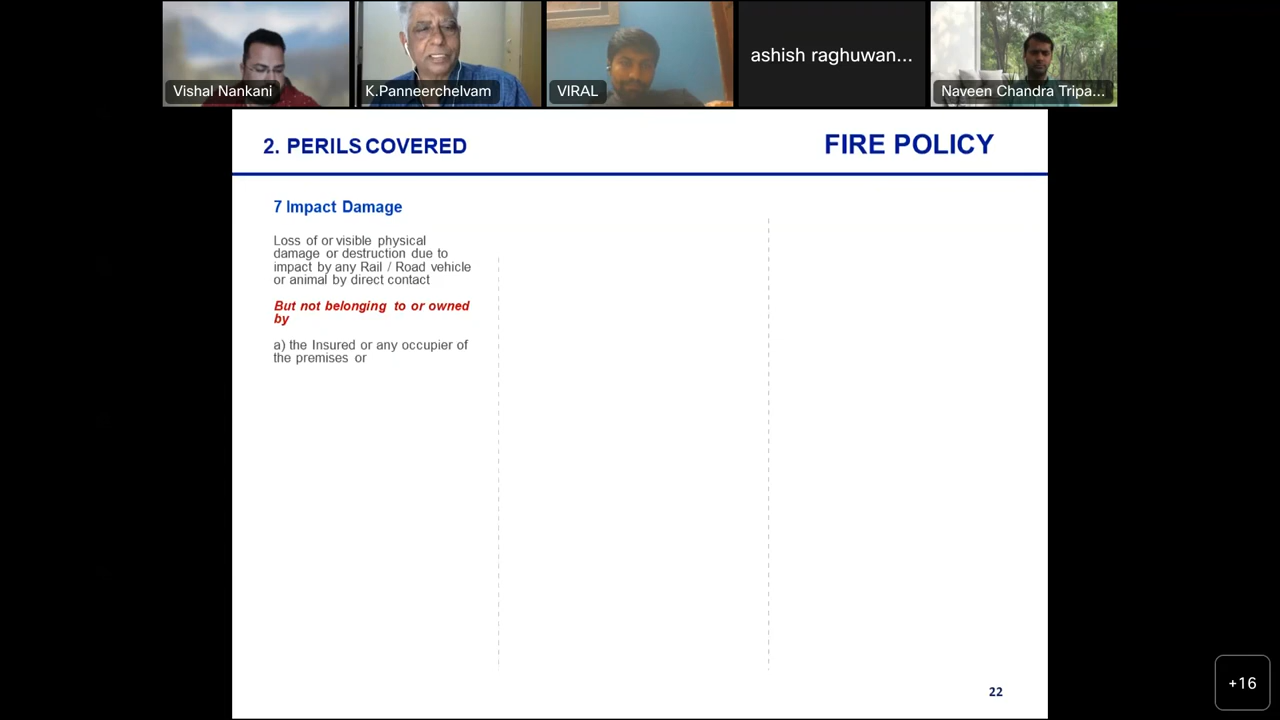 Vishal Nankani
K.Panneerchelvam
VIRAL
ashish raghuwan...
Naveen Chandra Tripa...
2. PERILS COVERED
FIRE POLICY
7 Impact Damage
Loss of or visible physical
damage or destruction due to
impact by any Rail / Road vehicle
or animal by direct contact
But not belonging to or owned
by
a) the Insured or any occupier of
the premises or
22
+16